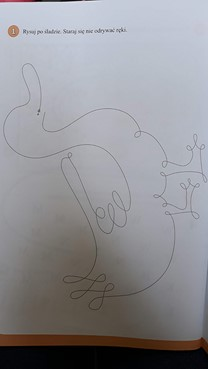 1 Rysuj po śladzie. Staraj się nie odrywać ręki.